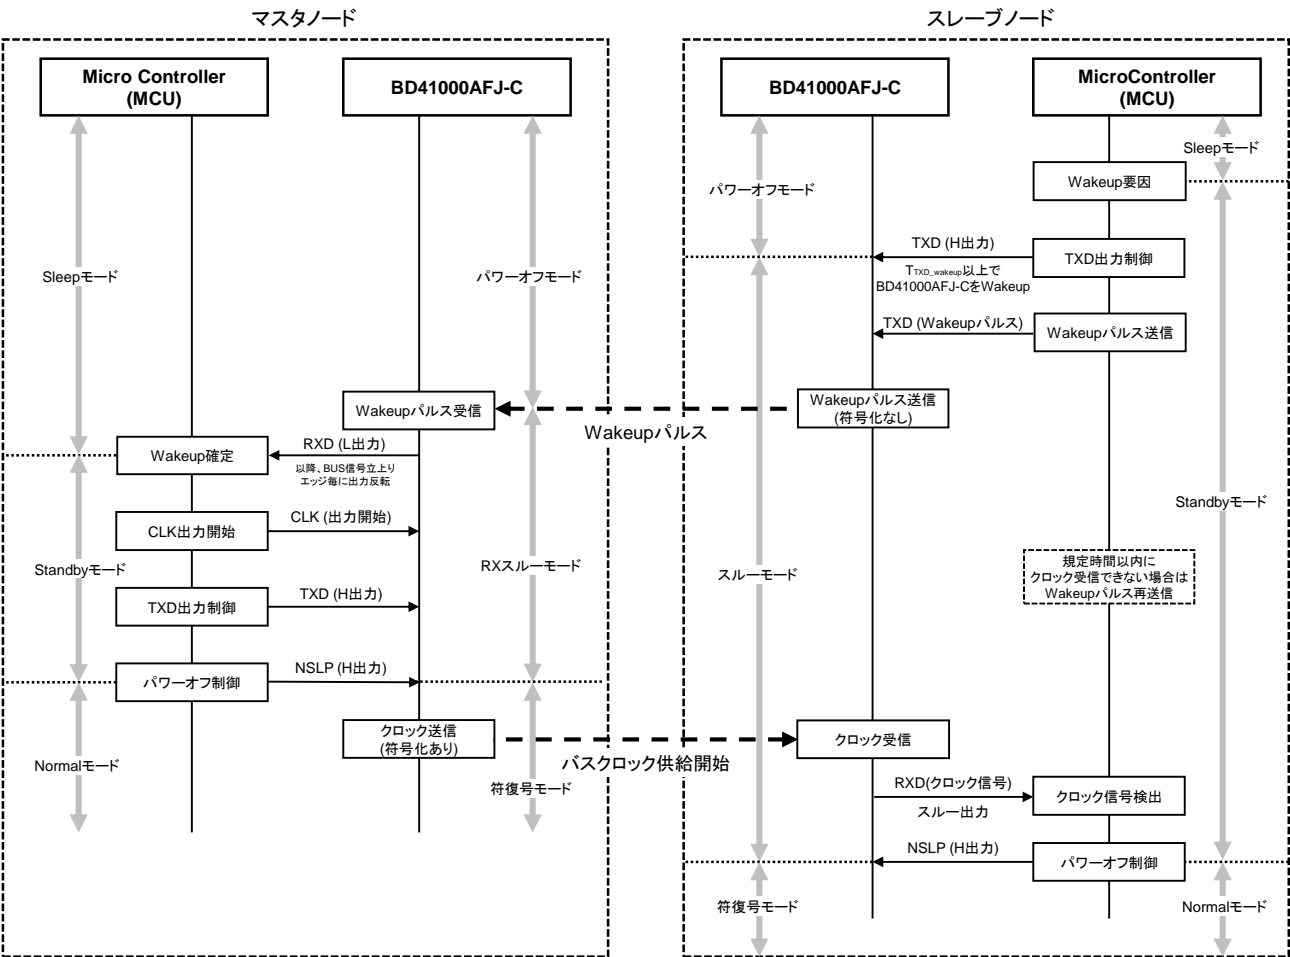 マスタノード
スレーブノード
Micro Controller
(MCU)
BD41000AFJ-C
BD41000AFJ-C
MicroController
(MCU)
Sleepモード
Wakeup要因
パワーオフモード
TXD (H出力)
TXD出力制御
TTXD_wakeup以上で
BD41000AFJ-CをWakeup
Sleepモード
パワーオフモード
TXD (Wakeupパルス)
Wakeupパルス送信
Wakeupパルス受信
Wakeupパルス送信
(符号化なし)
Wakeupパルス
RXD (L出力)
Wakeup確定
以降、BUS信号立上り
エッジ毎に出力反転
Standbyモード
CLK (出力開始)
CLK出力開始
Standbyモード
RXスルーモード
スルーモード
規定時間以内に
クロック受信できない場合は
Wakeupパルス再送信
TXD (H出力)
TXD出力制御
NSLP (H出力)
パワーオフ制御
クロック送信
(符号化あり)
クロック受信
バスクロック供給開始
Normalモード
符復号モード
RXD(クロック信号)
クロック信号検出
スルー出力
NSLP (H出力)
パワーオフ制御
符復号モード
Normalモード